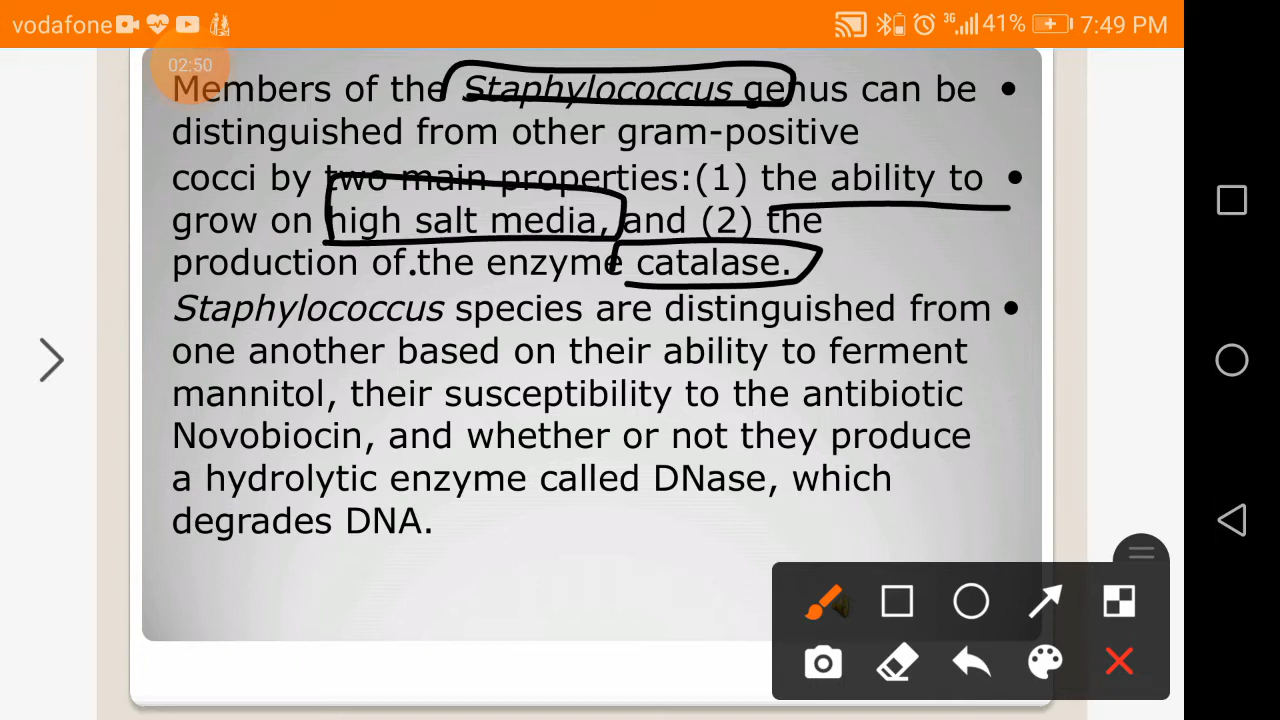 vodafone 3G 41% 7:49 PM
02:50
Members of the Staphylococcus genus can be •
distinguished from other gram-positive
cocci by two main properties:(1) the ability to •
grow on high salt media, and (2) the
production of.the enzyme catalase.
Staphylococcus species are distinguished from •
one another based on their ability to ferment
mannitol, their susceptibility to the antibiotic
Novobiocin, and whether or not they produce
a hydrolytic enzyme called DNase, which
degrades DNA.